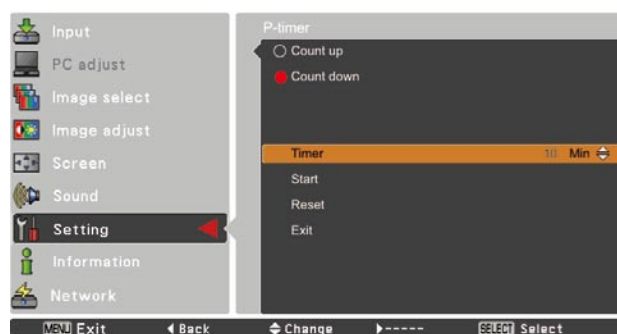 Input
PC adjust
Image select
Image adjust
Screen
Sound
Setting
Information
Network
P-timer
Count up
Count down
Timer 10 Min
Start
Reset
Exit
MENU Exit Back Change ----- SELECT Select